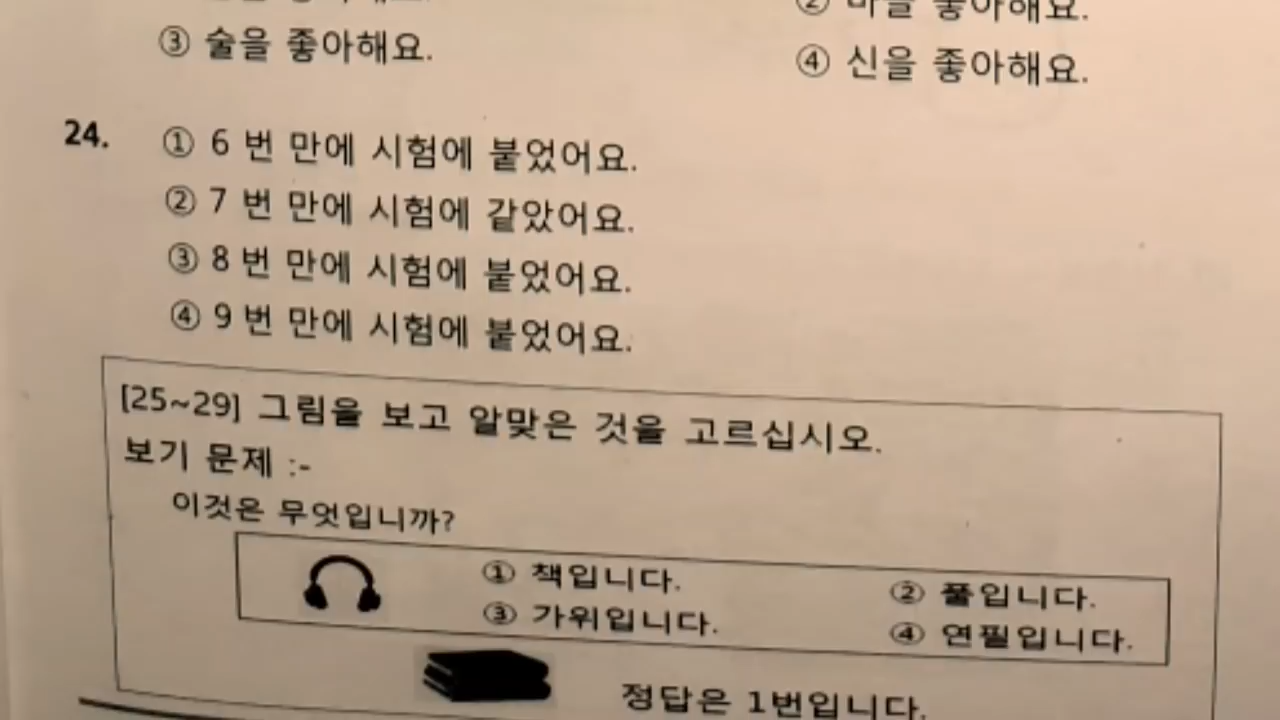 ③ 술을 좋아해요. ④ 신을 좋아해요.
24. ① 6 번 만에 시험에 붙었어요.
② 7 번 만에 시험에 같았어요.
③ 8 번 만에 시험에 붙었어요.
④ 9 번 만에 시험에 붙었어요.
[25~29] 그림을 보고 알맞은 것을 고르십시오.
보기 문제 :-
이것은 무엇입니까?
① 책입니다. ② 풀입니다.
③ 가위입니다. ④ 연필입니다.
정답은 1번입니다.